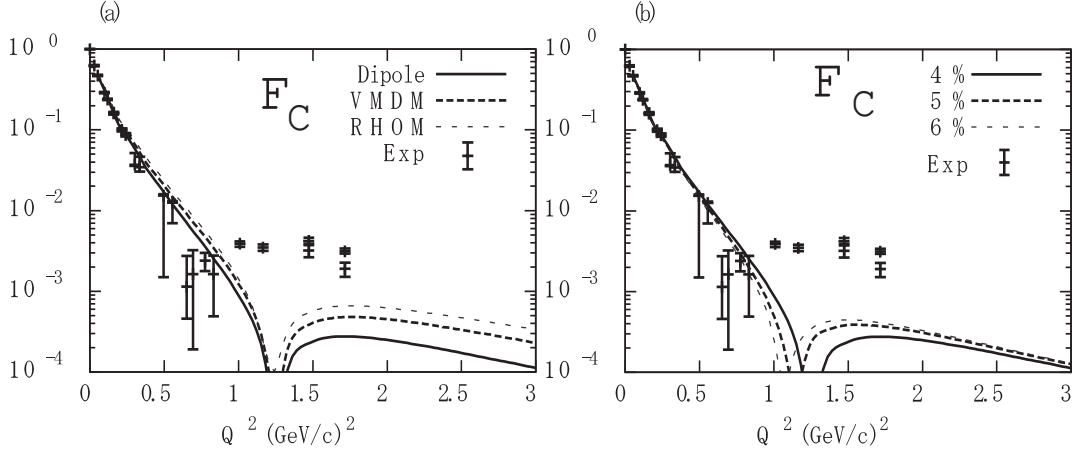 (a)
F C
Dipole
VMDM
RHOM
Exp
10 0
10 -1
10 -2
10 -3
10 -4
0 0.5 1 1.5 2 2.5 3
Q 2 (GeV/c) 2
(b)
F C
4 %
5 %
6 %
Exp
10 0
10 -1
10 -2
10 -3
10 -4
0 0.5 1 1.5 2 2.5 3
Q 2 (GeV/c) 2